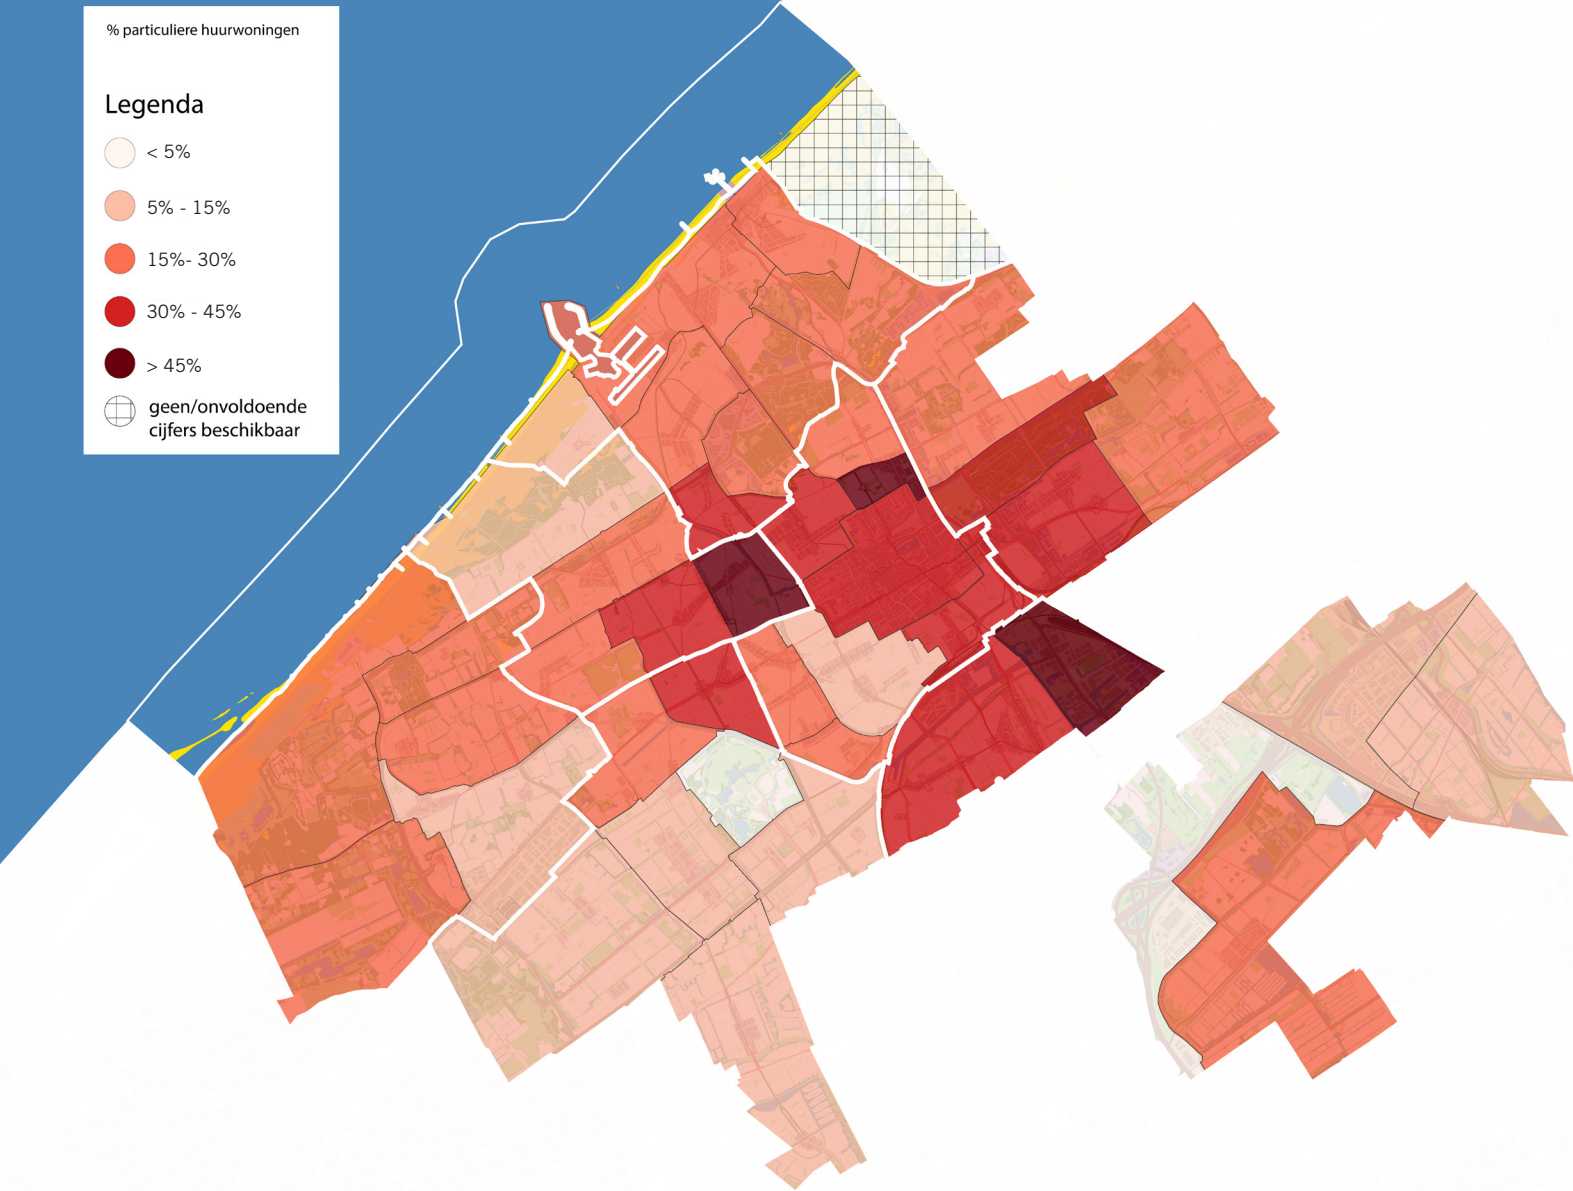 % particuliere huurwoningen
Legenda
< 5%
5% - 15%
15%- 30%
30% - 45%
> 45%
geen/onvoldoende
cijfers beschikbaar